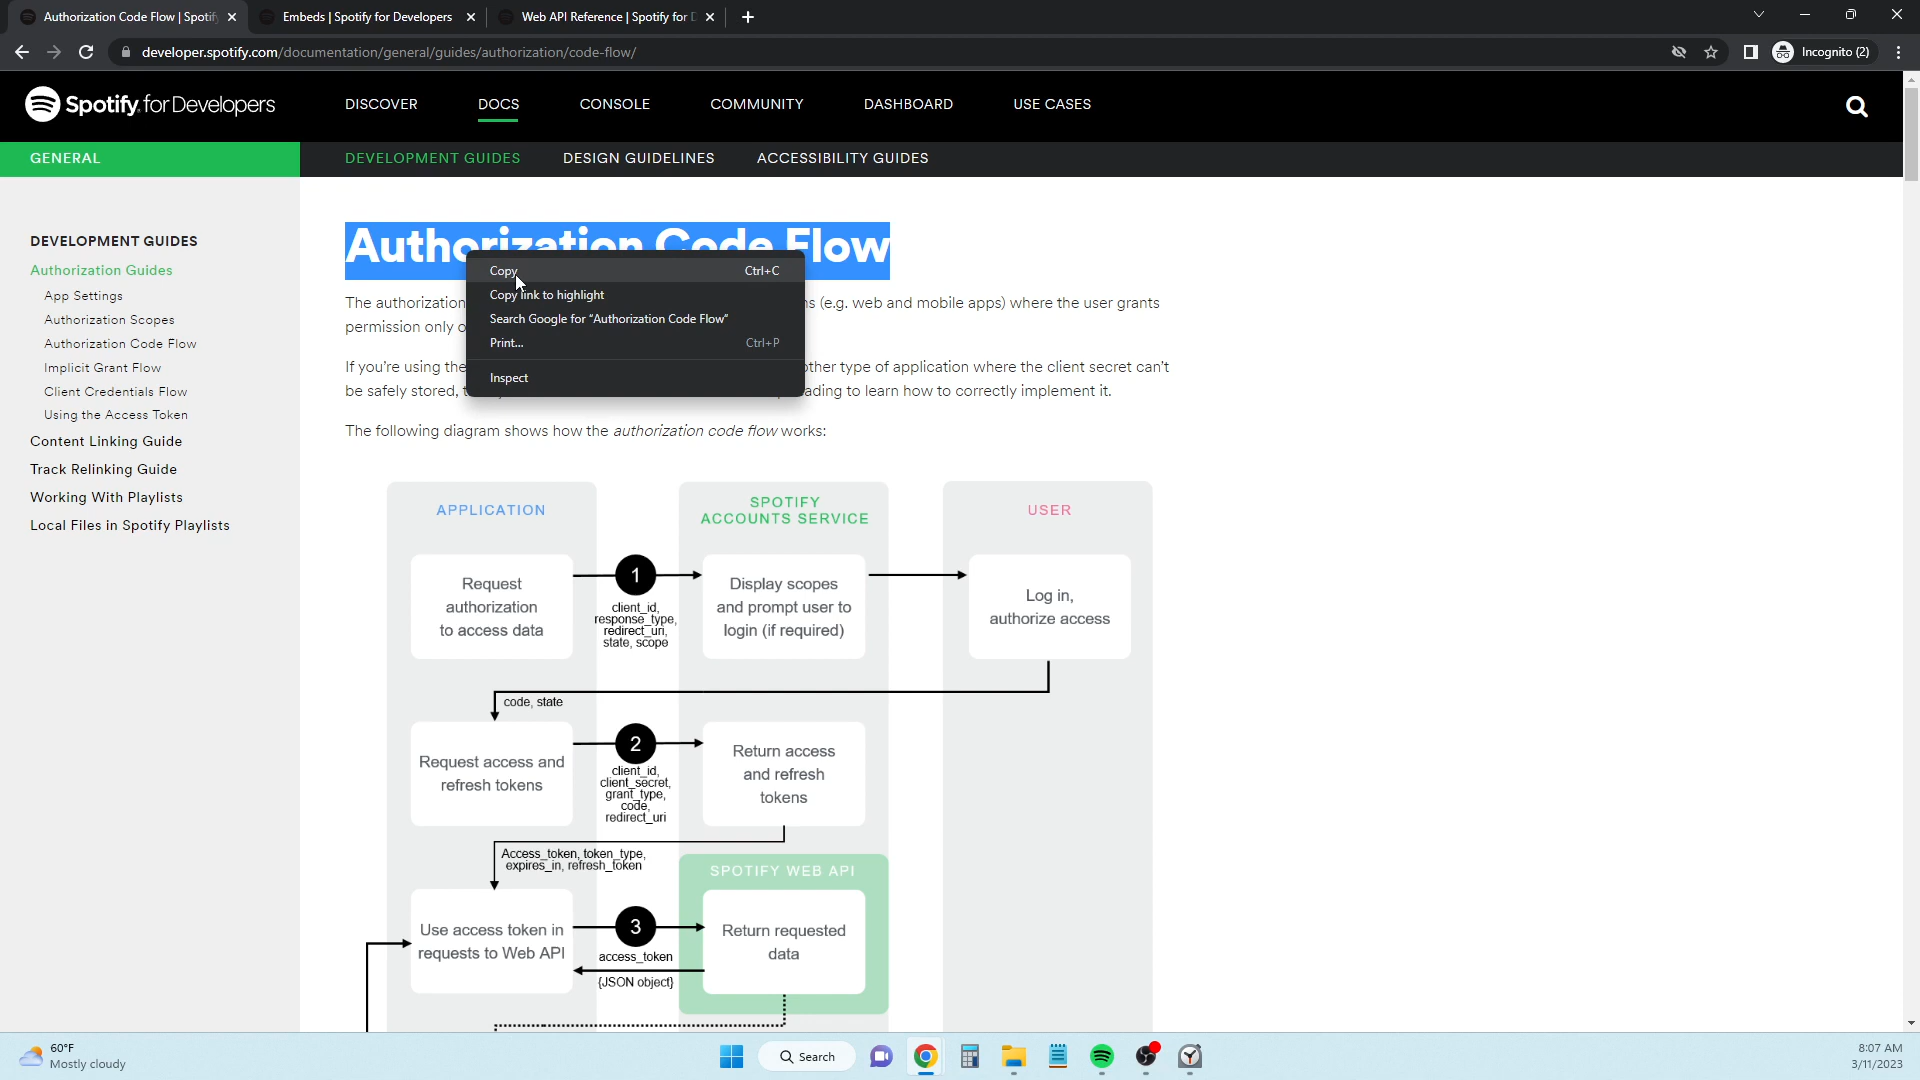 Authorization Code Flow | Spotif
Embeds | Spotify for Developers
Web API Reference | Spotify for D
developer.spotify.com/documentation/general/guides/authorization/code-flow/
Incognito (2)
Spotify for Developers
DISCOVER
DOCS
CONSOLE
COMMUNITY
DASHBOARD
USE CASES
GENERAL
DEVELOPMENT GUIDES
DESIGN GUIDELINES
ACCESSIBILITY GUIDES
DEVELOPMENT GUIDES
Authorization Guides
App Settings
Authorization Scopes
Authorization Code Flow
Implicit Grant Flow
Client Credentials Flow
Using the Access Token
Content Linking Guide
Track Relinking Guide
Working With Playlists
Local Files in Spotify Playlists
Authorization Code Flow
Copy Ctrl+C
Copy link to highlight
Search Google for “Authorization Code Flow”
Print... Ctrl+P
Inspect
The authorization (e.g. web and mobile apps) where the user grants
permission only
If you're using the type of application where the client secret can't
be safely stored, to learn how to correctly implement it.
The following diagram shows how the authorization code flow works:
APPLICATION
SPOTIFY
ACCOUNTS SERVICE
USER
Request
authorization
to access data
1
client_id,
response_type,
redirect_uri,
state, scope
Display scopes
and prompt user to
login (if required)
Log in,
authorize access
code, state
Request access and
refresh tokens
2
client_id,
client_secret,
grant_type,
code,
redirect_uri
Return access
and refresh
tokens
Access_token, token_type,
expires_in, refresh_token
SPOTIFY WEB API
Use access token in
requests to Web API
3
access_token
{JSON object}
Return requested
data
60°F
Mostly cloudy
Search
8:07 AM
3/11/2023